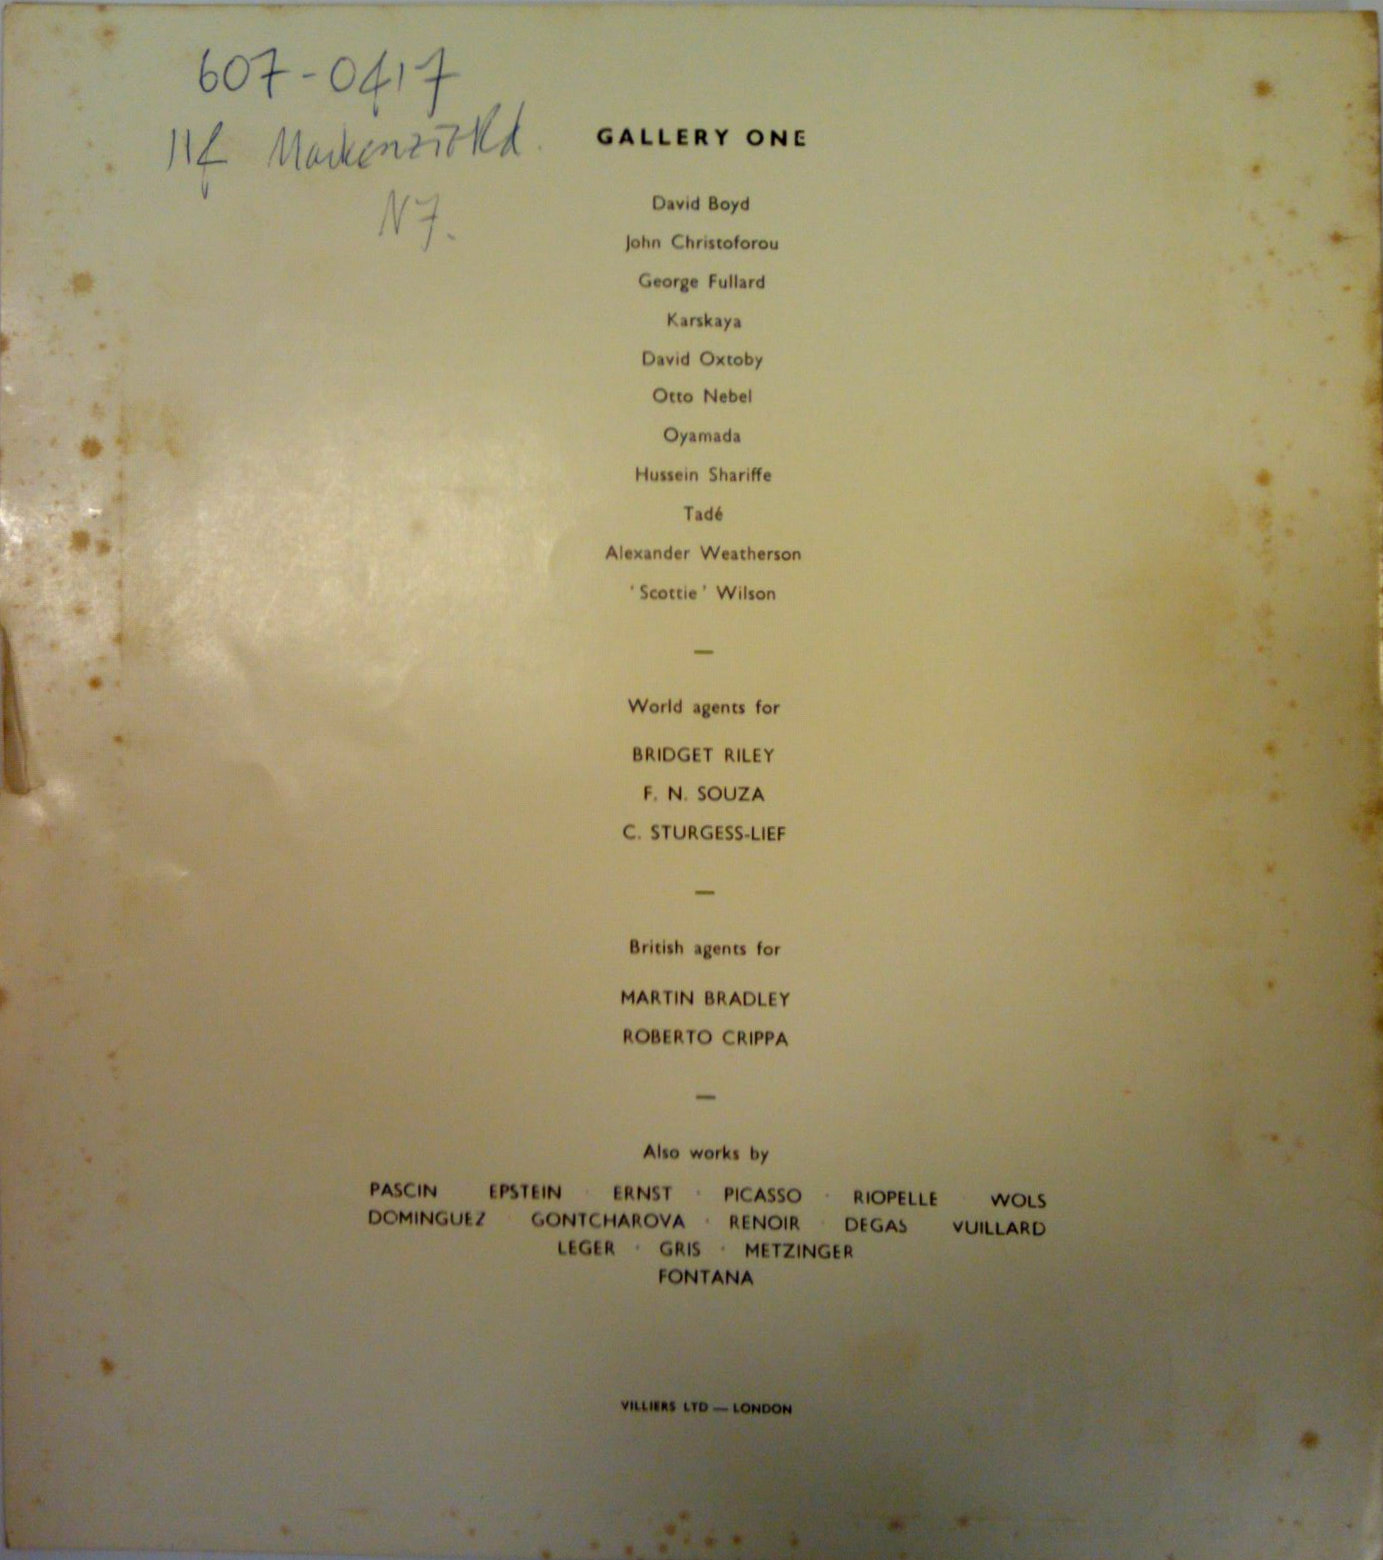 607-0417
114 Mackenzie Rd.
N7.
GALLERY ONE
David Boyd
John Christoforou
George Fullard
Karskaya
David Oxtoby
Otto Nebel
Oyamada
Hussein Shariffe
Tadé
Alexander Weatherson
'Scottie' Wilson
—
World agents for
BRIDGET RILEY
F. N. SOUZA
C. STURGESS-LIEF
—
British agents for
MARTIN BRADLEY
ROBERTO CRIPPA
—
Also works by
PASCIN EPSTEIN · ERNST · PICASSO · RIOPELLE WOLS
DOMINGUEZ · GONTCHAROVA · RENOIR · DEGAS VUILLARD
LEGER · GRIS · METZINGER
FONTANA
VILLIERS LTD — LONDON